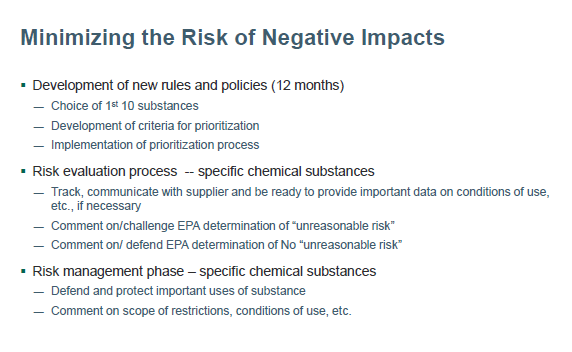 Minimizing the Risk of Negative Impacts
▪ Development of new rules and policies (12 months)
— Choice of 1st 10 substances
— Development of criteria for prioritization
— Implementation of prioritization process
▪ Risk evaluation process -- specific chemical substances
— Track, communicate with supplier and be ready to provide important data on conditions of use,
etc., if necessary
— Comment on/challenge EPA determination of “unreasonable risk”
— Comment on/ defend EPA determination of No “unreasonable risk”
▪ Risk management phase – specific chemical substances
— Defend and protect important uses of substance
— Comment on scope of restrictions, conditions of use, etc.